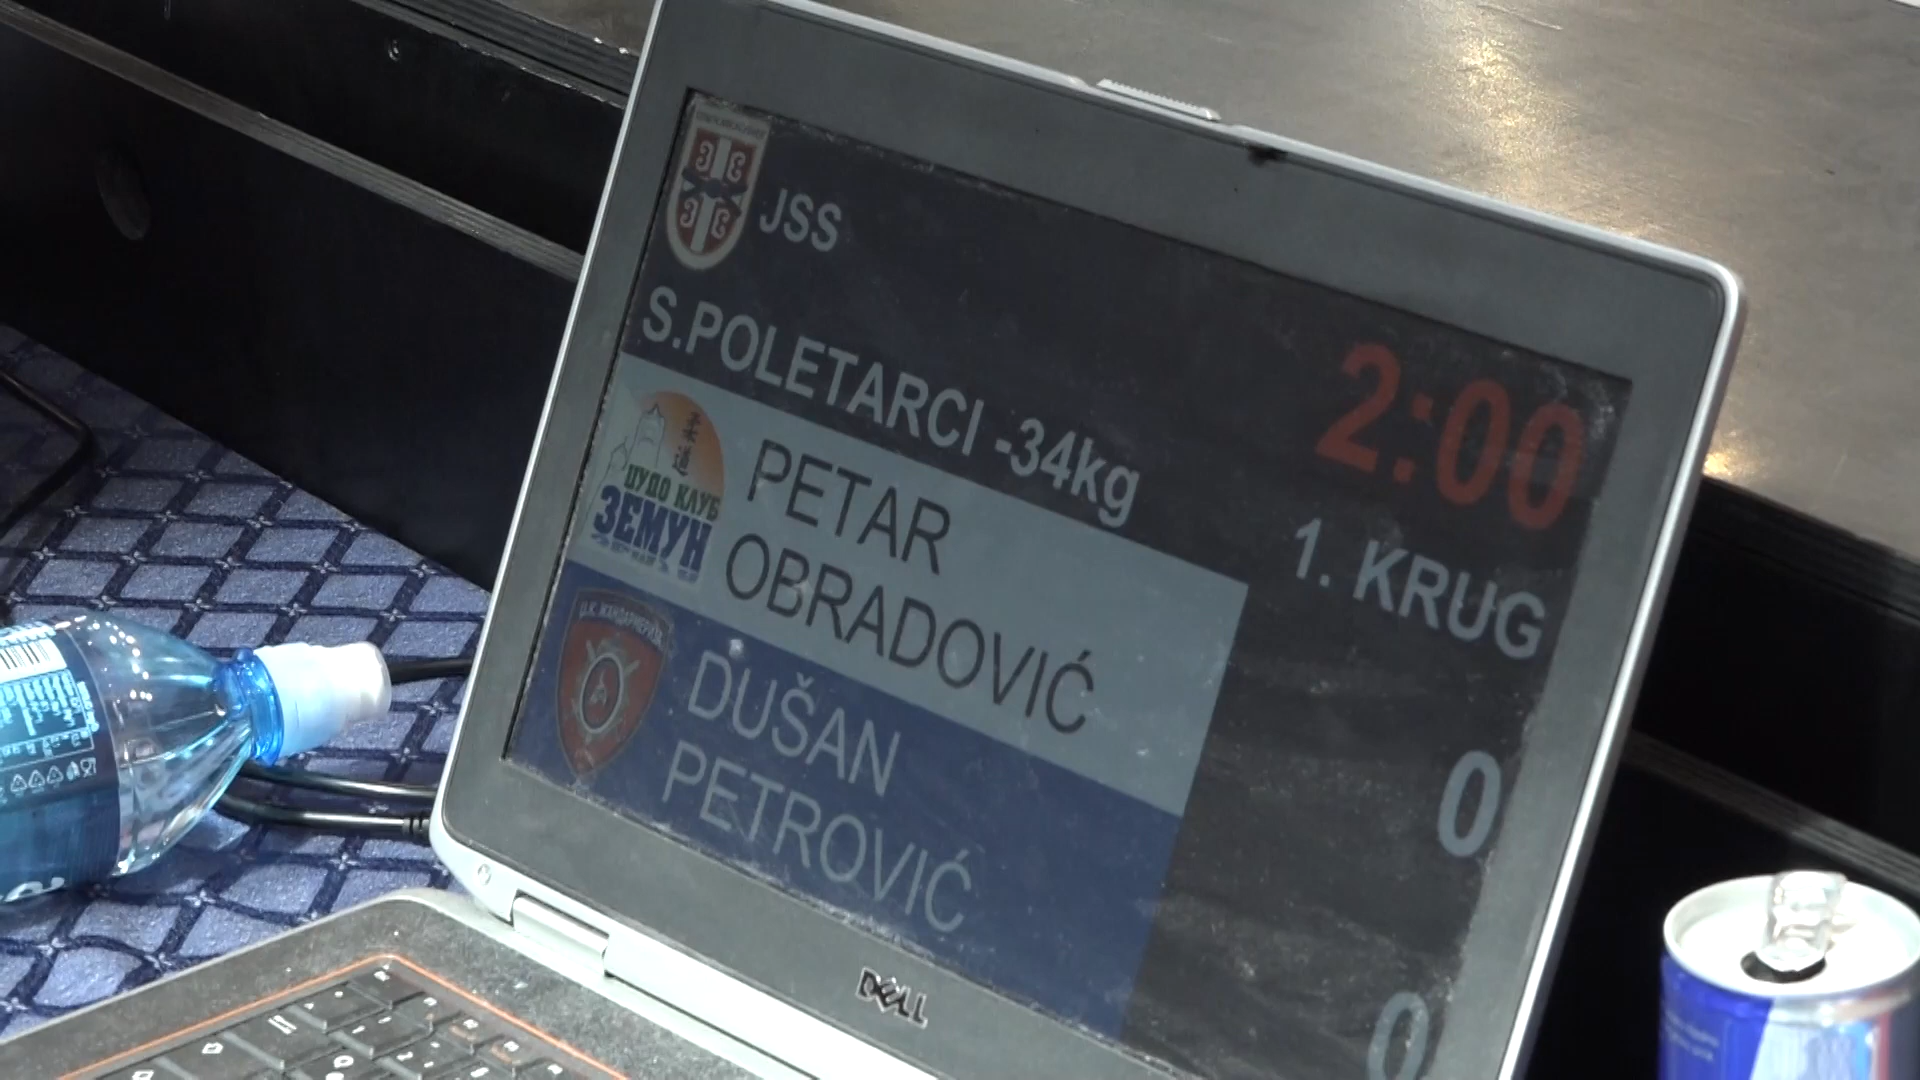 JSS
S.POLETARCI -34kg
2:00
1. KRUG
ЏУДО КЛУБ
ЗЕМУН
PETAR
OBRADOVIĆ
0
DUŠAN
PETROVIĆ
0
DELL